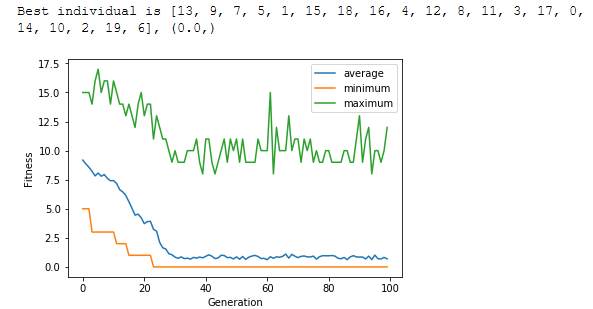 Best individual is [13, 9, 7, 5, 1, 15, 18, 16, 4, 12, 8, 11, 3, 17, 0,
14, 10, 2, 19, 6], (0.0,)
average
minimum
maximum
17.5
15.0
12.5
10.0
7.5
5.0
2.5
0.0
Fitness
0 20 40 60 80 100
Generation